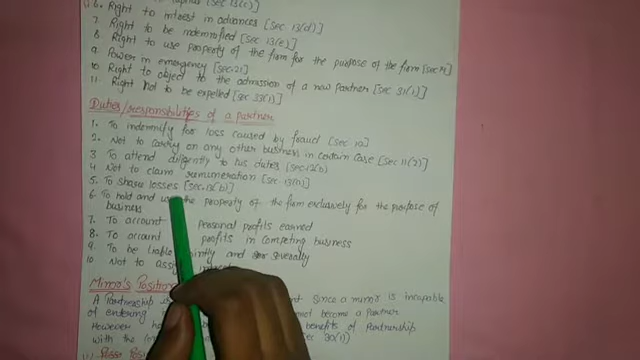 6. Right to interest in advances [sec 13(d)]
7. Right to be indemnified [sec 13(e)]
8. Right to use property of the firm for the purpose of the firm [sec
9. Power in emergency [sec.21]
10. Right to object to the admission of a new partner [sec 31(1)]
11. Right not to be expelled [sec 33(1)]
Duties/responsibilities of a partner
1. To indemnify for loss caused by fraud [sec 10]
2. Not to carry on any other business in certain case [sec 11(2)]
3 To attend diligently to his duties [sec.12(b)
4 Not to claim remuneration [sec 13(a)]
5. To share losses [sec.13(b)]
6. To hold and use the property of the firm exclusively for the purpose of
business
7. To account personal profits earned
8. To account profits in competing business
9. To be liable jointly and severally
10 Not to
Minor's Position
A Partnership Since a minor is incapable
of entering become a Partner
However benefits of Partnership
with the sec 30(1)]